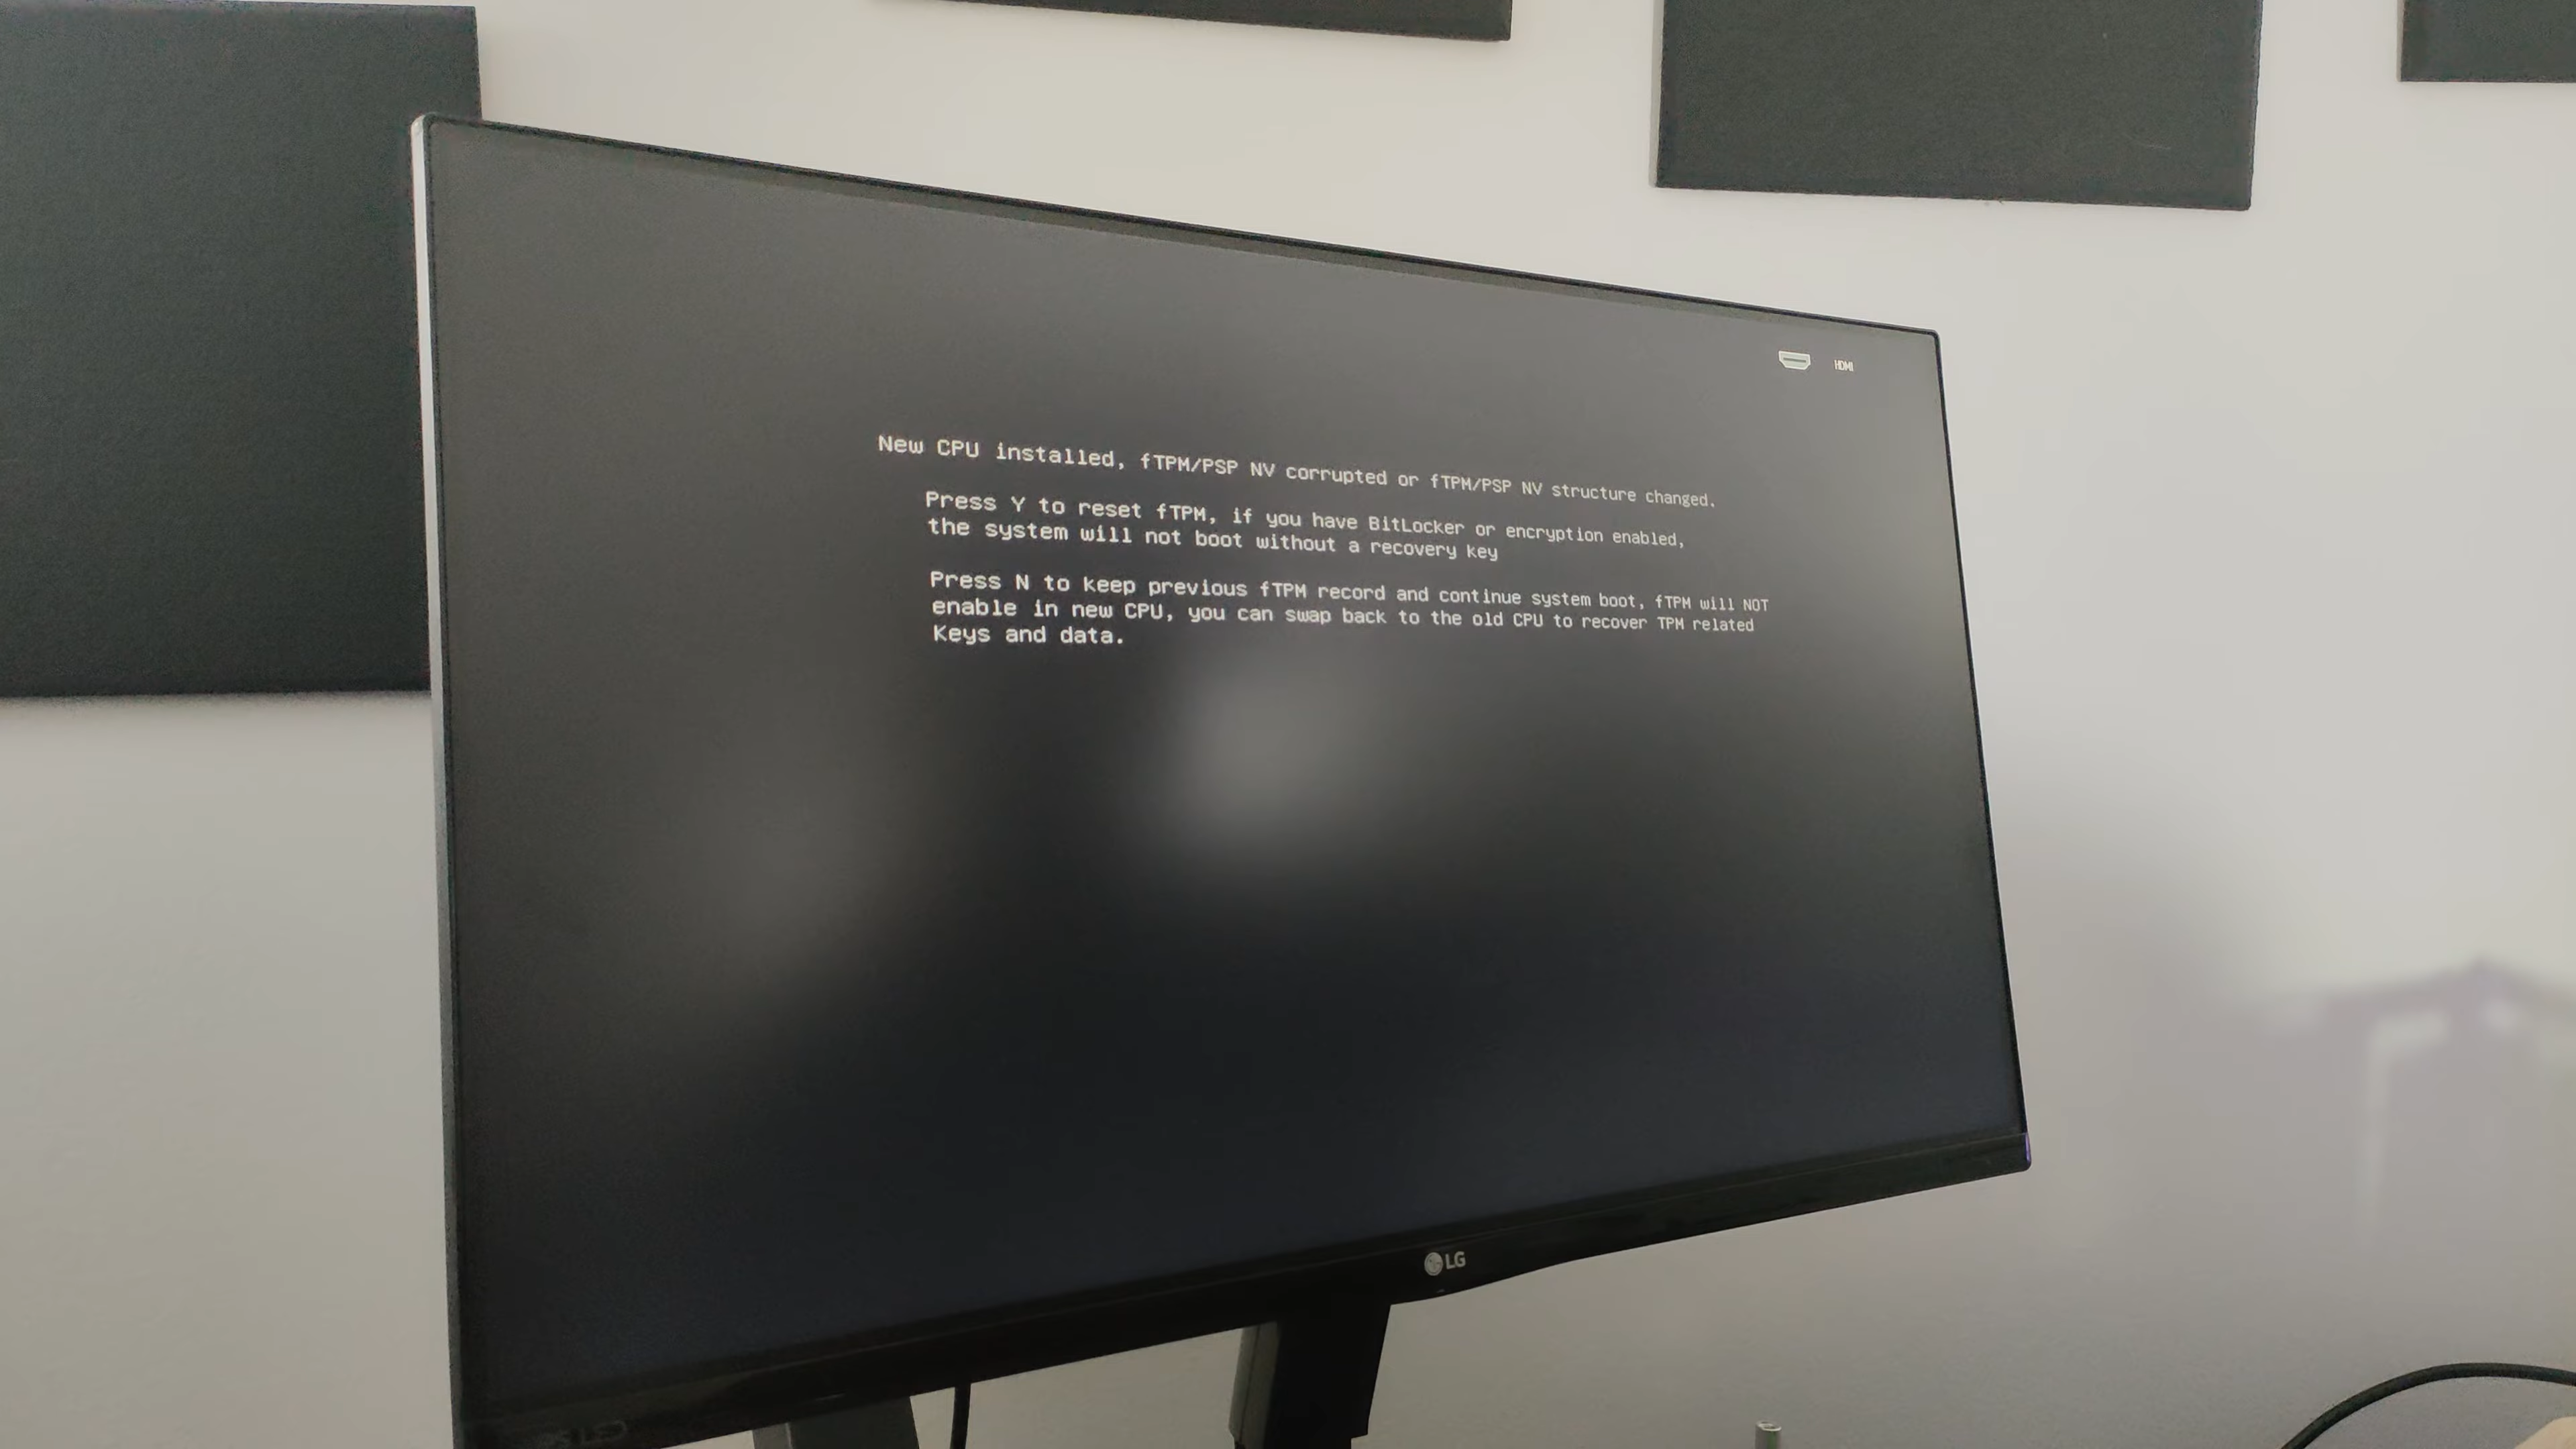 HDMI
New CPU installed, fTPM/PSP NV corrupted or fTPM/PSP NV structure changed.
Press Y to reset fTPM, if you have BitLocker or encryption enabled,
the system will not boot without a recovery key
Press N to keep previous fTPM record and continue system boot, fTPM will NOT
enable in new CPU, you can swap back to the old CPU to recover TPM related
Keys and data.
LG